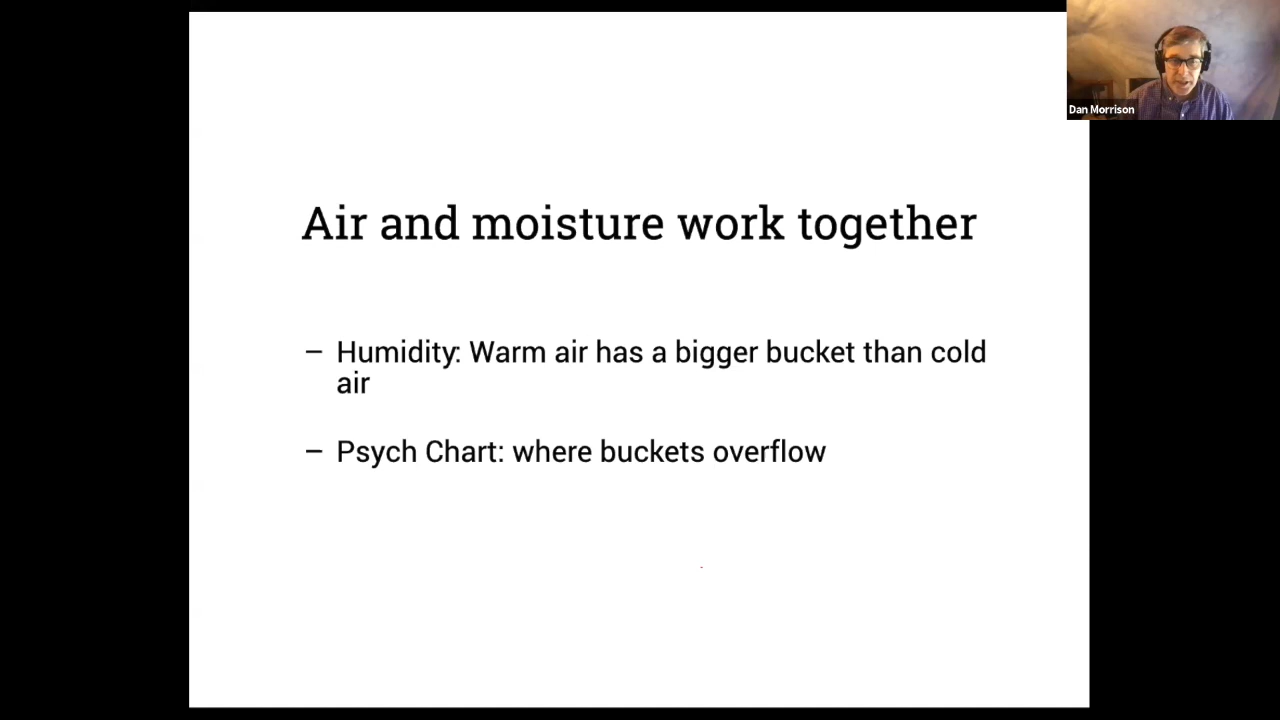 Air and moisture work together
– Humidity: Warm air has a bigger bucket than cold
air
– Psych Chart: where buckets overflow
Dan Morrison